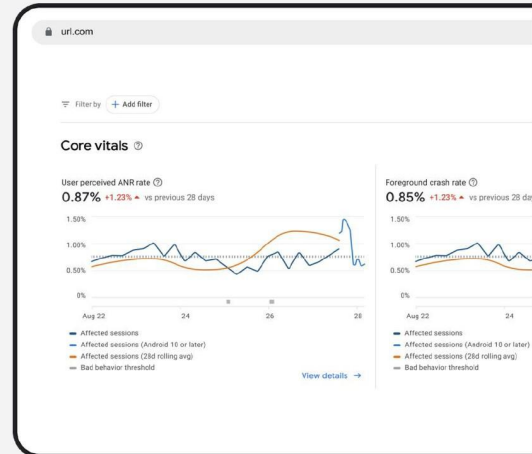 url.com
Filter by + Add filter
Core vitals
User perceived ANR rate
0.87% +1.23% vs previous 28 days
1.50%
1.00%
0.50%
0%
Aug 22 24 26 28
Affected sessions
Affected sessions (Android 10 or later)
Affected sessions (28d rolling avg)
Bad behavior threshold
View details →
Foreground crash rate
0.85% +1.23% vs previous 28 da
1.50%
1.00%
0.50%
0%
Aug 22 24
Affected sessions
Affected sessions (Android 10 or later)
Affected sessions (28d rolling avg)
Bad behavior threshold